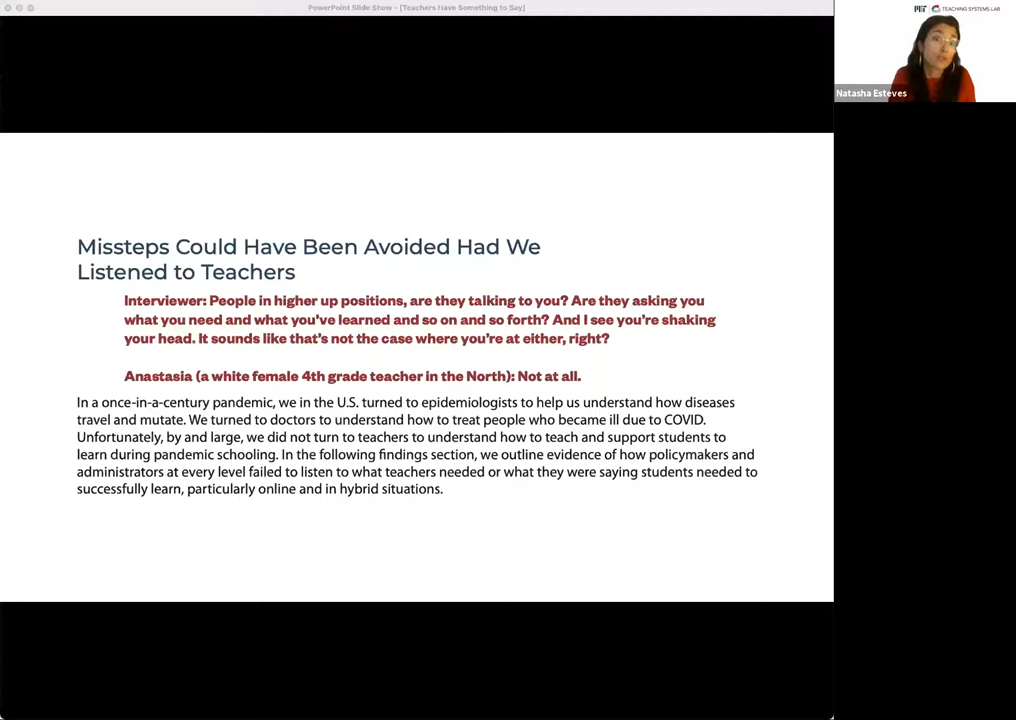 PowerPoint Slide Show - [Teachers Have Something to Say]
MIT TEACHING SYSTEMS LAB
Natasha Esteves
Missteps Could Have Been Avoided Had We
Listened to Teachers
Interviewer: People in higher up positions, are they talking to you? Are they asking you
what you need and what you’ve learned and so on and so forth? And I see you’re shaking
your head. It sounds like that’s not the case where you’re at either, right?
Anastasia (a white female 4th grade teacher in the North): Not at all.
In a once-in-a-century pandemic, we in the U.S. turned to epidemiologists to help us understand how diseases
travel and mutate. We turned to doctors to understand how to treat people who became ill due to COVID.
Unfortunately, by and large, we did not turn to teachers to understand how to teach and support students to
learn during pandemic schooling. In the following findings section, we outline evidence of how policymakers and
administrators at every level failed to listen to what teachers needed or what they were saying students needed to
successfully learn, particularly online and in hybrid situations.